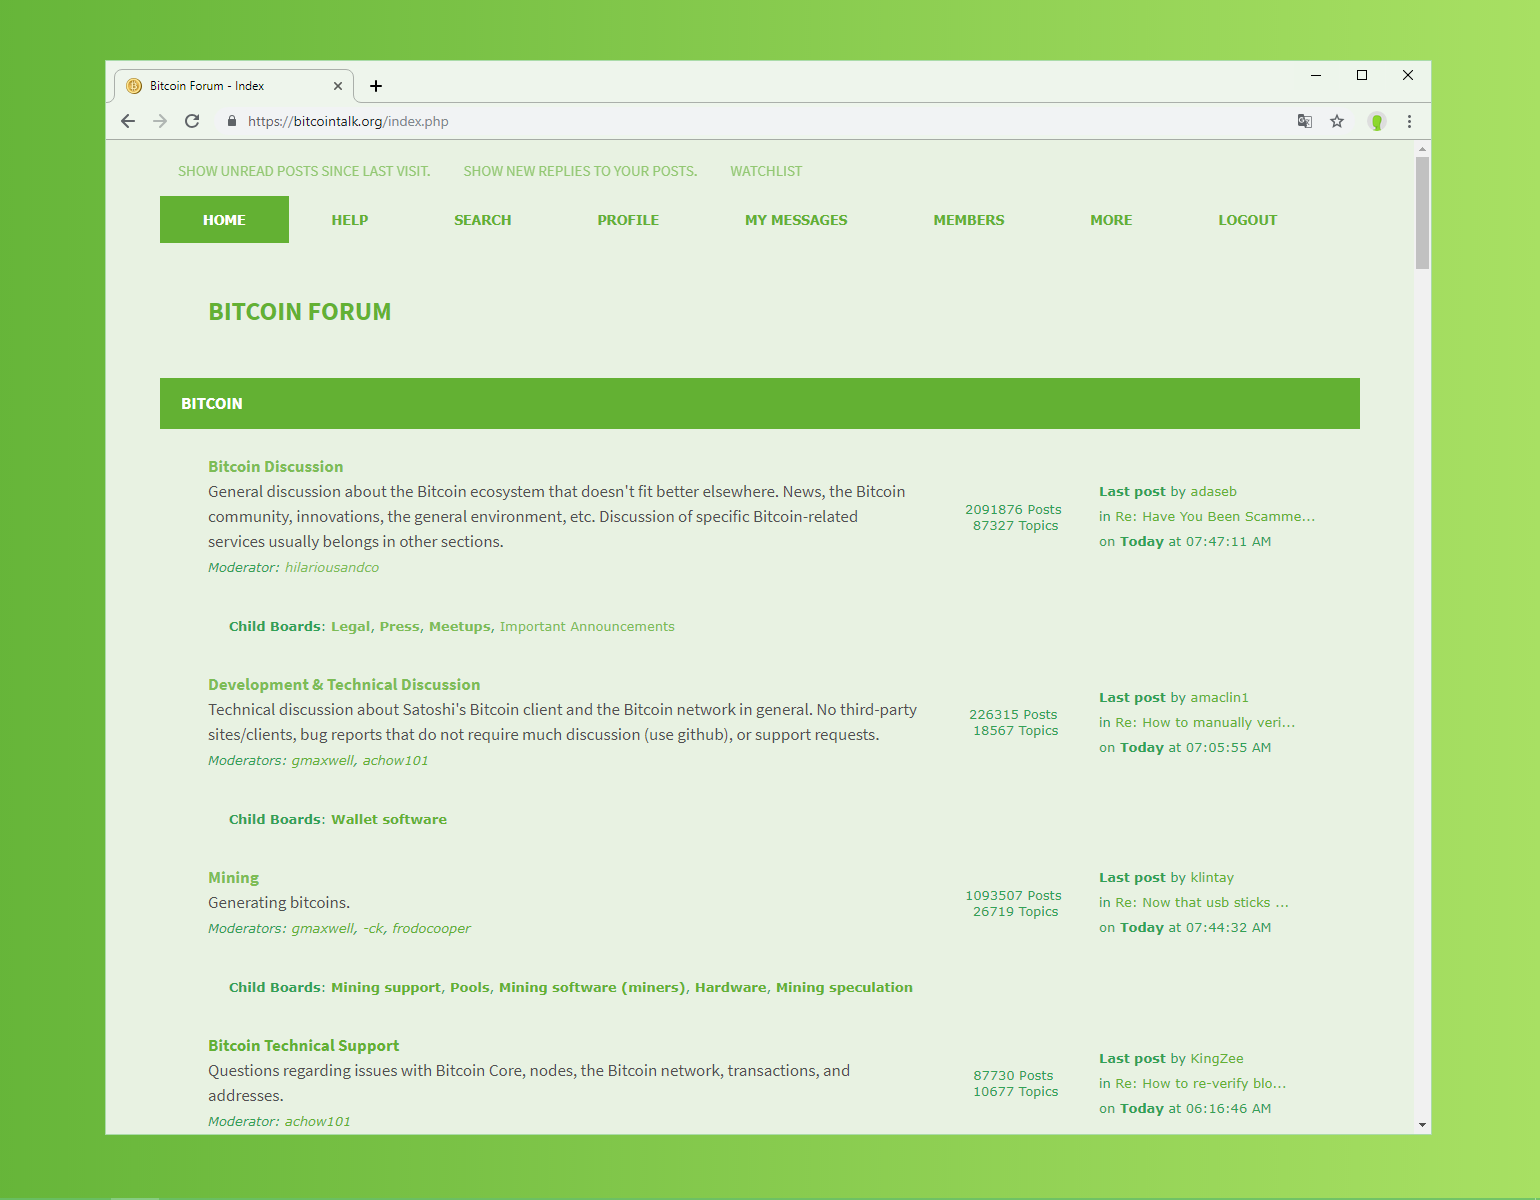 Bitcoin Forum - Index
https://bitcointalk.org/index.php
SHOW UNREAD POSTS SINCE LAST VISIT. SHOW NEW REPLIES TO YOUR POSTS. WATCHLIST
HOME HELP SEARCH PROFILE MY MESSAGES MEMBERS MORE LOGOUT
BITCOIN FORUM
BITCOIN
Bitcoin Discussion
General discussion about the Bitcoin ecosystem that doesn't fit better elsewhere. News, the Bitcoin
community, innovations, the general environment, etc. Discussion of specific Bitcoin-related
services usually belongs in other sections.
Moderator: hilariousandco
2091876 Posts
87327 Topics
Last post by adaseb
in Re: Have You Been Scamme...
on Today at 07:47:11 AM
Child Boards: Legal, Press, Meetups, Important Announcements
Development & Technical Discussion
Technical discussion about Satoshi's Bitcoin client and the Bitcoin network in general. No third-party
sites/clients, bug reports that do not require much discussion (use github), or support requests.
Moderators: gmaxwell, achow101
226315 Posts
18567 Topics
Last post by amaclin1
in Re: How to manually veri...
on Today at 07:05:55 AM
Child Boards: Wallet software
Mining
Generating bitcoins.
Moderators: gmaxwell, -ck, frodocooper
1093507 Posts
26719 Topics
Last post by klintay
in Re: Now that usb sticks ...
on Today at 07:44:32 AM
Child Boards: Mining support, Pools, Mining software (miners), Hardware, Mining speculation
Bitcoin Technical Support
Questions regarding issues with Bitcoin Core, nodes, the Bitcoin network, transactions, and
addresses.
Moderator: achow101
87730 Posts
10677 Topics
Last post by KingZee
in Re: How to re-verify blo...
on Today at 06:16:46 AM